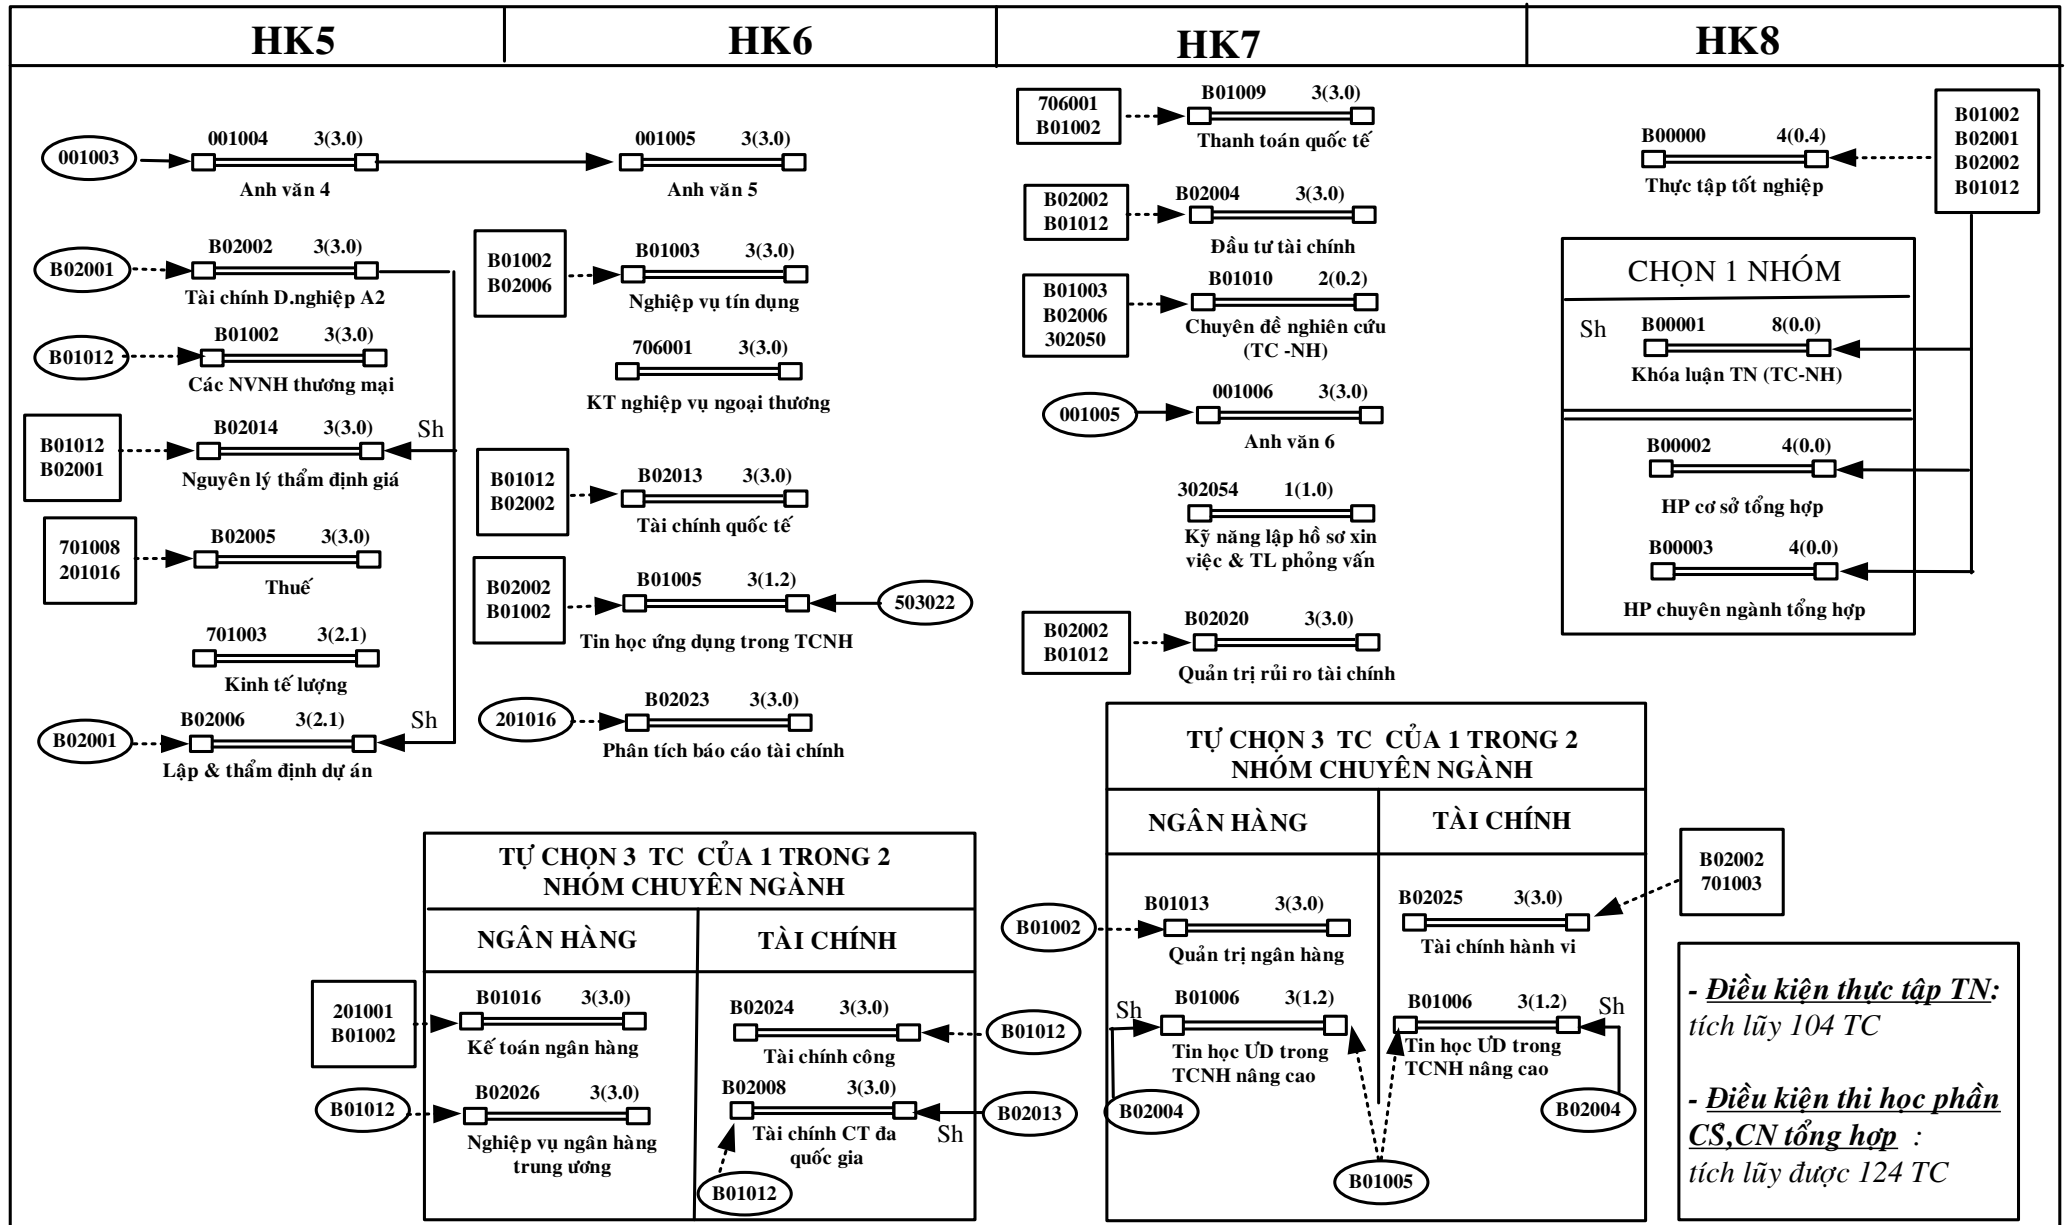 HK5
HK6
HK7
HK8
001003
001004 3(3.0)
Anh văn 4
B02001
B02002 3(3.0)
Tài chính D.nghiệp A2
B01012
B01002 3(3.0)
Các NVNH thương mại
B01012
B02001
B02014 3(3.0)
Sh
Nguyên lý thẩm định giá
701008
201016
B02005 3(3.0)
Thuế
701003 3(2.1)
Kinh tế lượng
B02001
B02006 3(2.1)
Sh
Lập & thẩm định dự án
001005 3(3.0)
Anh văn 5
B01002
B02006
B01003 3(3.0)
Nghiệp vụ tín dụng
706001 3(3.0)
KT nghiệp vụ ngoại thương
B01012
B02002
B02013 3(3.0)
Tài chính quốc tế
B02002
B01002
B01005 3(1.2)
503022
Tin học ứng dụng trong TCNH
201016
B02023 3(3.0)
Phân tích báo cáo tài chính
TỰ CHỌN 3 TC CỦA 1 TRONG 2
NHÓM CHUYÊN NGÀNH
NGÂN HÀNG
TÀI CHÍNH
201001
B01002
B01016 3(3.0)
Kế toán ngân hàng
B01012
B02026 3(3.0)
Nghiệp vụ ngân hàng
trung ương
B02024 3(3.0)
B01012
Tài chính công
B02008 3(3.0)
B02013
Sh
Tài chính CT đa
quốc gia
B01012
706001
B01002
B01009 3(3.0)
Thanh toán quốc tế
B02002
B01012
B02004 3(3.0)
Đầu tư tài chính
B01003
B02006
302050
B01010 2(0.2)
Chuyên đề nghiên cứu
(TC -NH)
001005
001006 3(3.0)
Anh văn 6
302054 1(1.0)
Kỹ năng lập hồ sơ xin
việc & TL phỏng vấn
B02002
B01012
B02020 3(3.0)
Quản trị rủi ro tài chính
TỰ CHỌN 3 TC CỦA 1 TRONG 2
NHÓM CHUYÊN NGÀNH
NGÂN HÀNG
TÀI CHÍNH
B01002
B01013 3(3.0)
Quản trị ngân hàng
Sh
B01006 3(1.2)
Tin học ƯD trong
TCNH nâng cao
B02004
B02002
701003
B02025 3(3.0)
Tài chính hành vi
B01006 3(1.2)
Sh
Tin học ƯD trong
TCNH nâng cao
B02004
B01005
B00000 4(0.4)
Thực tập tốt nghiệp
B01002
B02001
B02002
B01012
CHỌN 1 NHÓM
Sh
B00001 8(0.0)
Khóa luận TN (TC-NH)
B00002 4(0.0)
HP cơ sở tổng hợp
B00003 4(0.0)
HP chuyên ngành tổng hợp
- Điều kiện thực tập TN:
tích lũy 104 TC
- Điều kiện thi học phần
CS,CN tổng hợp :
tích lũy được 124 TC